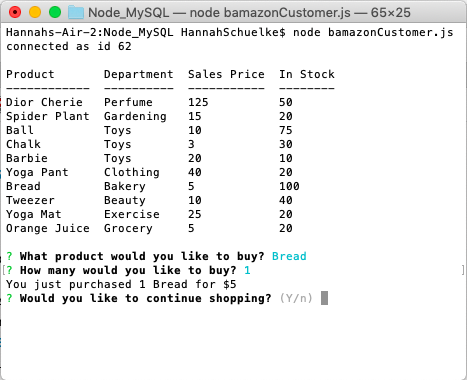 Node_MySQL — node bamazonCustomer.js — 65×25
Hannahs-Air-2:Node_MySQL HannahSchuelke$ node bamazonCustomer.js
connected as id 62
Product       Department  Sales Price  In Stock
------------  ----------  -----------  --------
Dior Cherie   Perfume     125          50
Spider Plant  Gardening   15           20
Ball          Toys        10           75
Chalk         Toys        3            30
Barbie        Toys        20           10
Yoga Pant     Clothing    40           20
Bread         Bakery      5            100
Tweezer       Beauty      10           40
Yoga Mat      Exercise    25           20
Orange Juice  Grocery     5            20
? What product would you like to buy? Bread
[? How many would you like to buy? 1 ]
You just purchased 1 Bread for $5
? Would you like to continue shopping? (Y/n)